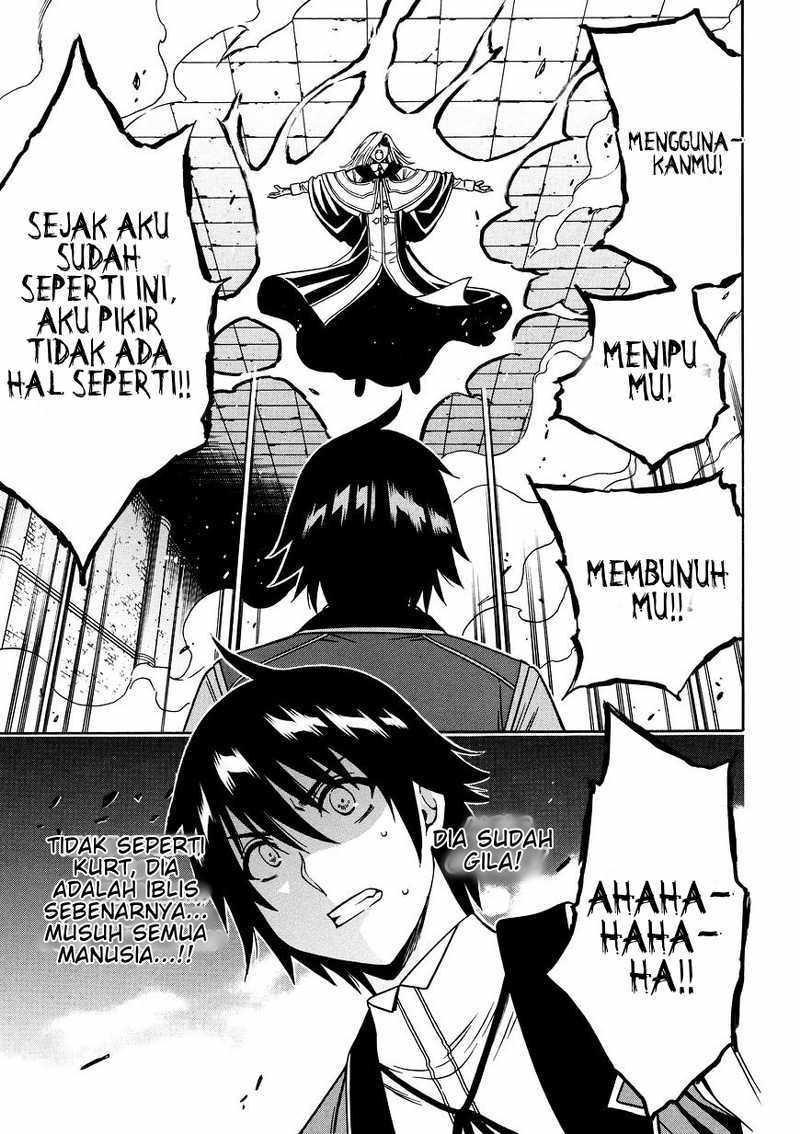 MENGGUNA-
KANMU!
MENIPU
MU!
MEMBUNUH
MU!!
SEJAK AKU
SUDAH
SEPERTI INI,
AKU PIKIR
TIDAK ADA
HAL SEPERTI!!
AHAHA-
HAHA-
HA!!
DIA SUDAH
GILA!
TIDAK SEPERTI
KURT, DIA
ADALAH IBLIS
SEBENARNYA...
MUSUH SEMUA
MANUSIA...!!